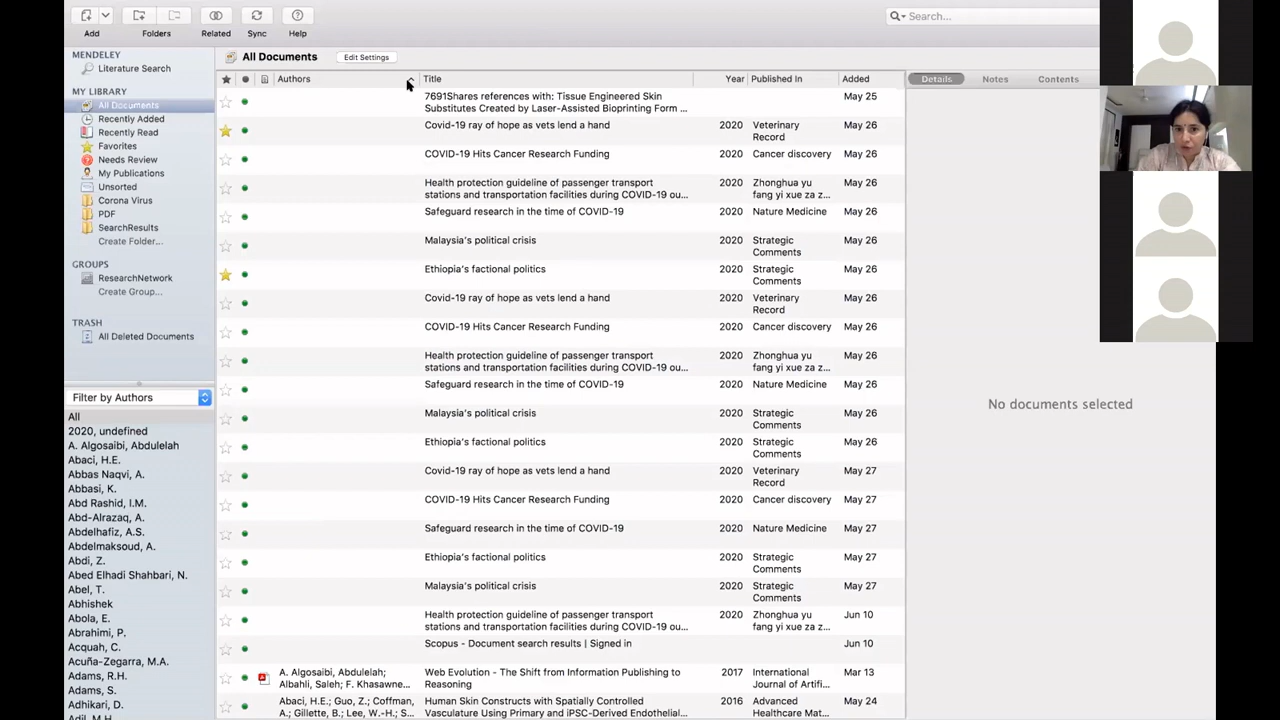 Add
Folders
Related
Sync
Help
Search...
MENDELEY
Literature Search
MY LIBRARY
All Documents
Recently Added
Recently Read
Favorites
Needs Review
My Publications
Unsorted
Corona Virus
PDF
SearchResults
Create Folder...
GROUPS
ResearchNetwork
Create Group...
TRASH
All Deleted Documents
Filter by Authors
All
2020, undefined
A. Algosaibi, Abdulelah
Abaci, H.E.
Abbas Naqvi, A.
Abbasi, K.
Abd Rashid, I.M.
Abd-Alrazaq, A.
Abdelhafiz, A.S.
Abdelmaksoud, A.
Abdi, Z.
Abed Elhadi Shahbari, N.
Abel, T.
Abhishek
Abola, E.
Abrahimi, P.
Acquah, C.
Acuña-Zegarra, M.A.
Adams, R.H.
Adams, S.
Adhikari, D.
Adil, M.H.
All Documents
Edit Settings
Authors Title Year Published In Added
7691Shares references with: Tissue Engineered Skin May 25
Substitutes Created by Laser-Assisted Bioprinting Form ...
Covid-19 ray of hope as vets lend a hand 2020 Veterinary May 26
Record
COVID-19 Hits Cancer Research Funding 2020 Cancer discovery May 26
Health protection guideline of passenger transport 2020 Zhonghua yu May 26
stations and transportation facilities during COVID-19 ou... fang yi xue za z...
Safeguard research in the time of COVID-19 2020 Nature Medicine May 26
Malaysia's political crisis 2020 Strategic May 26
Comments
Ethiopia's factional politics 2020 Strategic May 26
Comments
Covid-19 ray of hope as vets lend a hand 2020 Veterinary May 26
Record
COVID-19 Hits Cancer Research Funding 2020 Cancer discovery May 26
Health protection guideline of passenger transport 2020 Zhonghua yu May 26
stations and transportation facilities during COVID-19 ou... fang yi xue za z...
Safeguard research in the time of COVID-19 2020 Nature Medicine May 26
Malaysia's political crisis 2020 Strategic May 26
Comments
Ethiopia's factional politics 2020 Strategic May 26
Comments
Covid-19 ray of hope as vets lend a hand 2020 Veterinary May 27
Record
COVID-19 Hits Cancer Research Funding 2020 Cancer discovery May 27
Safeguard research in the time of COVID-19 2020 Nature Medicine May 27
Ethiopia's factional politics 2020 Strategic May 27
Comments
Malaysia's political crisis 2020 Strategic May 27
Comments
Health protection guideline of passenger transport 2020 Zhonghua yu Jun 10
stations and transportation facilities during COVID-19 ou... fang yi xue za z...
Scopus - Document search results | Signed in Jun 10
A. Algosaibi, Abdulelah; Web Evolution - The Shift from Information Publishing to 2017 International Mar 13
Albahli, Saleh; F. Khasawne... Reasoning Journal of Artifi...
Abaci, H.E.; Guo, Z.; Coffman, Human Skin Constructs with Spatially Controlled 2016 Advanced May 24
A.; Gillette, B.; Lee, W.-H.; S... Vasculature Using Primary and iPSC-Derived Endothelial... Healthcare Mat...
Details
Notes
Contents
No documents selected